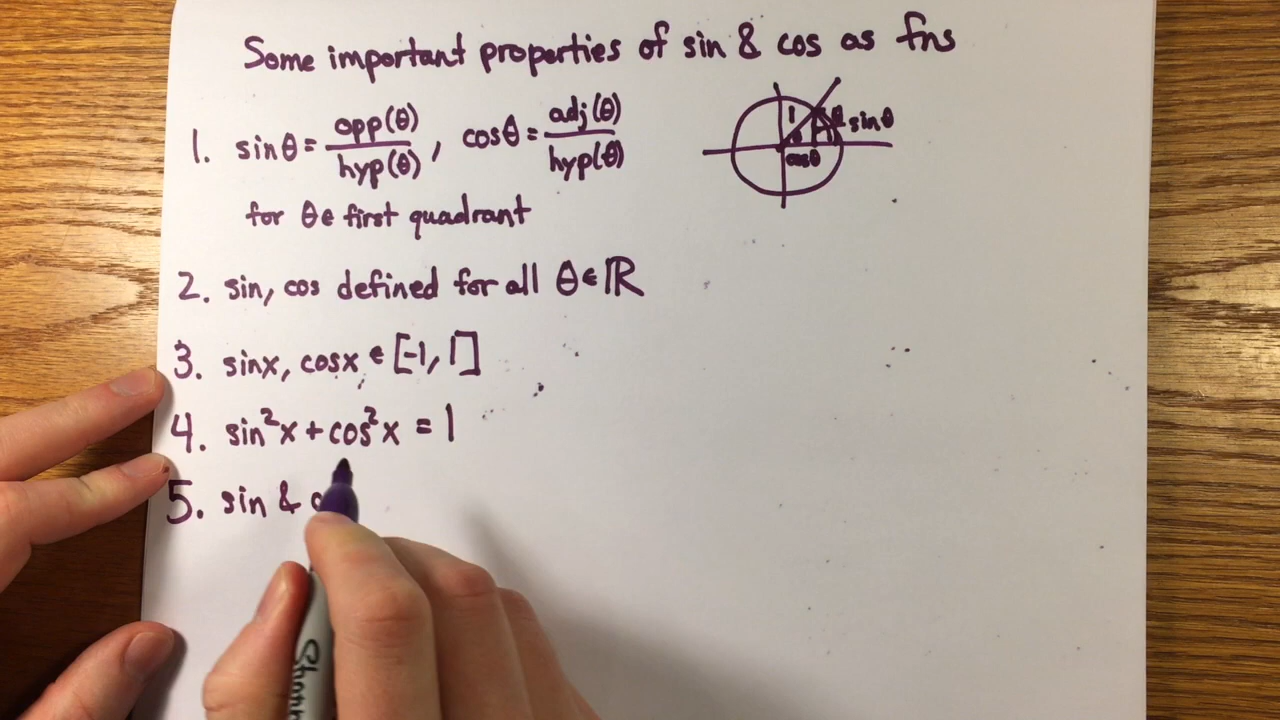 Some important properties of sin & cos as fns
1. sinθ = opp(θ)/hyp(θ), cosθ = adj(θ)/hyp(θ)
for θ∈ first quadrant
1
sinθ
cosθ
2. sin, cos defined for all θ∈ℝ
3. sinx, cosx ∈ [-1, 1]
4. sin²x + cos²x = 1
5. sin &